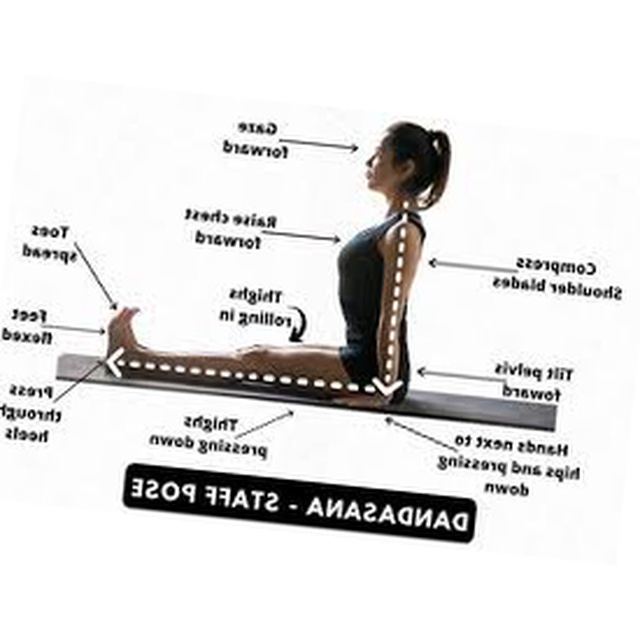 Gaze
forward
Raise chest
forward
Toes
spread
Compress
Shoulder blades
Thighs
rolling in
Feet
flexed
Tilt pelvis
foward
Press
through
heels
Thighs
pressing down
Hands next to
hips and pressing
down
DANDASANA - STAFF POSE